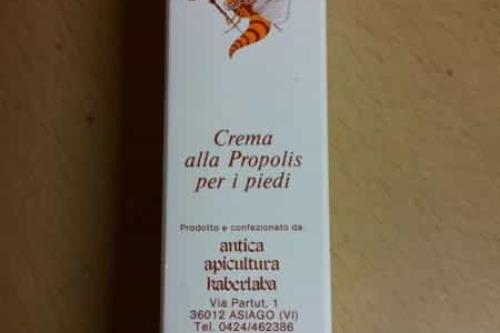 Crema
alla Propolis
per i piedi
Prodotto e confezionato da:
antica
apicultura
kaberlaba
Via Partut, 1
36012 ASIAGO (VI)
Tel. 0424/462386